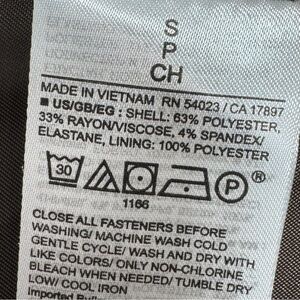 S
P
CH
MADE IN VIETNAM RN 54023 / CA 17897
■ US/GB/EG : SHELL: 63% POLYESTER,
33% RAYON/VISCOSE, 4% SPANDEX/
ELASTANE, LINING: 100% POLYESTER
30 P ®
1166
CLOSE ALL FASTENERS BEFORE
WASHING/ MACHINE WASH COLD
GENTLE CYCLE/ WASH AND DRY WITH
LIKE COLORS/ ONLY NON-CHLORINE
BLEACH WHEN NEEDED/ TUMBLE DRY
LOW/ COOL IRON
Imported